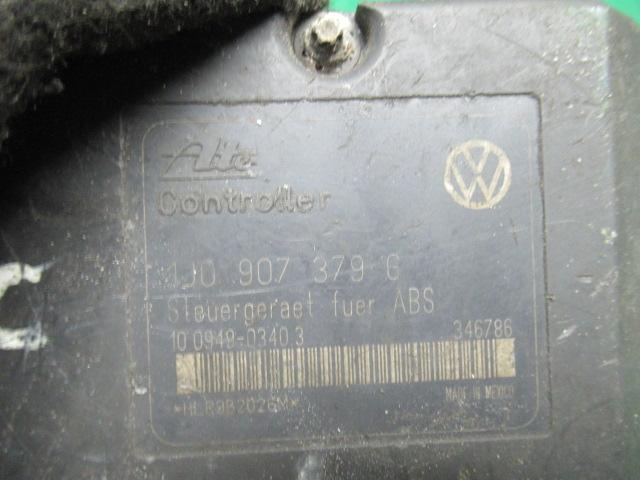 Ate
Controller
1J0 907 379 G
Steuergeraet fuer ABS
10.0949-0340.3 346786
MADE IN MEXICO